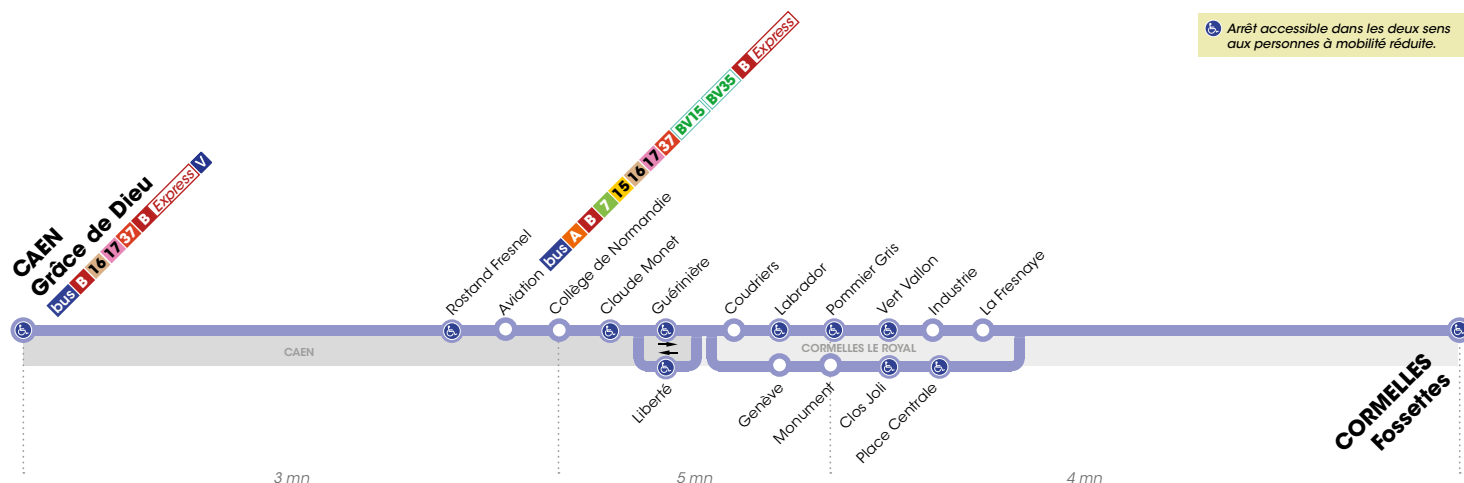 Arrêt accessible dans les deux sens
aux personnes à mobilité réduite.
CAEN
Grâce de Dieu
bus B 16 17 37 B Express V
Rostand Fresnel
Aviation bus A B 7 15 16 17 37 BV15 BV35 B Express
Collège de Normandie
Claude Monet
Guérinière
Coudriers
Labrador
Pommier Gris
Vert Vallon
Industrie
La Fresnaye
CAEN
CORMELLES LE ROYAL
Liberté
Genève
Monument
Clos Joli
Place Centrale
CORMELLES
Fossettes
3 mn
5 mn
4 mn